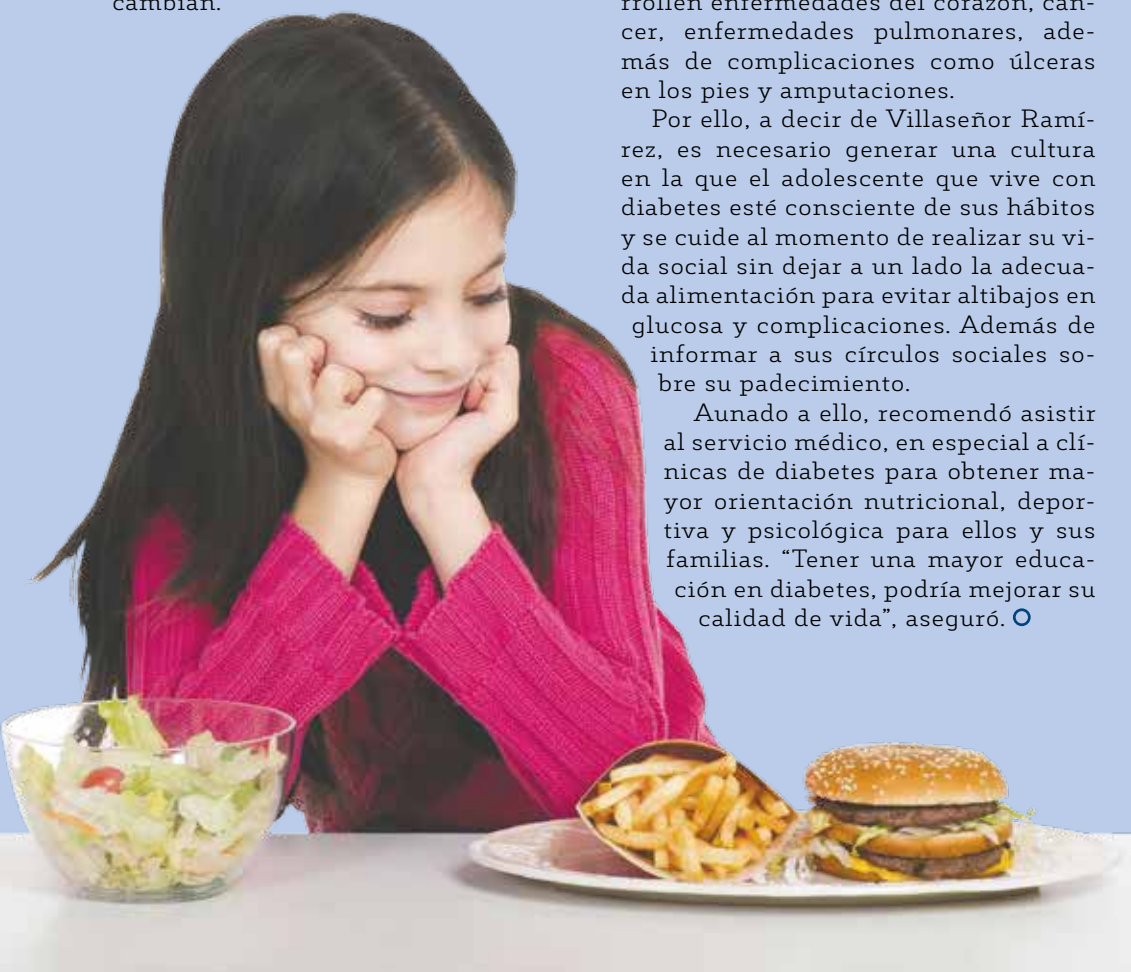 cambian.
rrollen enfermedades del corazón, cán-
cer, enfermedades pulmonares, ade-
más de complicaciones como úlceras
en los pies y amputaciones.
Por ello, a decir de Villaseñor Ramí-
rez, es necesario generar una cultura
en la que el adolescente que vive con
diabetes esté consciente de sus hábitos
y se cuide al momento de realizar su vi-
da social sin dejar a un lado la adecua-
da alimentación para evitar altibajos en
glucosa y complicaciones. Además de
informar a sus círculos sociales so-
bre su padecimiento.
Aunado a ello, recomendó asistir
al servicio médico, en especial a clí-
nicas de diabetes para obtener ma-
yor orientación nutricional, depor-
tiva y psicológica para ellos y sus
familias. “Tener una mayor educa-
ción en diabetes, podría mejorar su
calidad de vida”, aseguró.